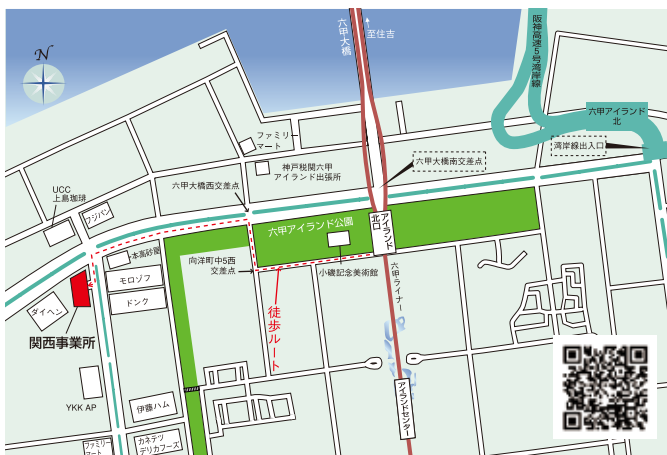 N
六甲大橋
至住吉
阪神高速5号湾岸線
六甲アイランド
北
湾岸線出入口
ファミリー
マート
神戸税関六甲
アイランド出張所
六甲大橋南交差点
六甲大橋西交差点
UCC
上島珈琲
フジパン
六甲アイランド公園
アイランド
北口
本高砂屋
向洋町中5西
交差点
小磯記念美術館
モロゾフ
ドンク
六甲ライナー
徒歩ルート
ダイヘン
関西事業所
YKK AP
伊藤ハム
アイランドセンター
ファミリー
マート
カネテツ
デリカフーズ